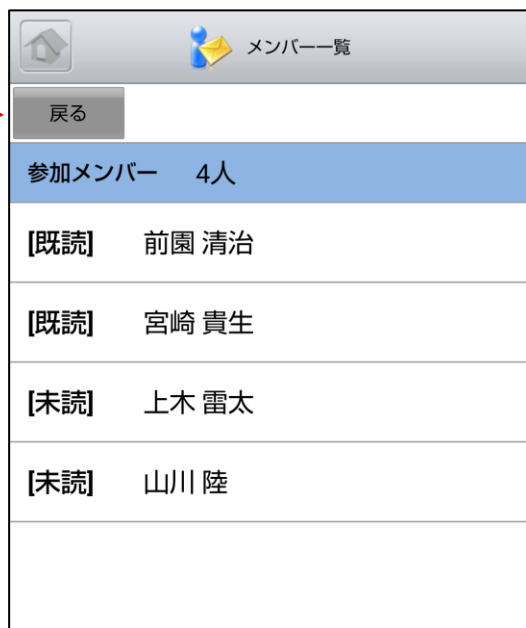 メンバー一覧
戻る
参加メンバー 4人
[既読] 前園 清治
[既読] 宮崎 貴生
[未読] 上木 雷太
[未読] 山川 陸